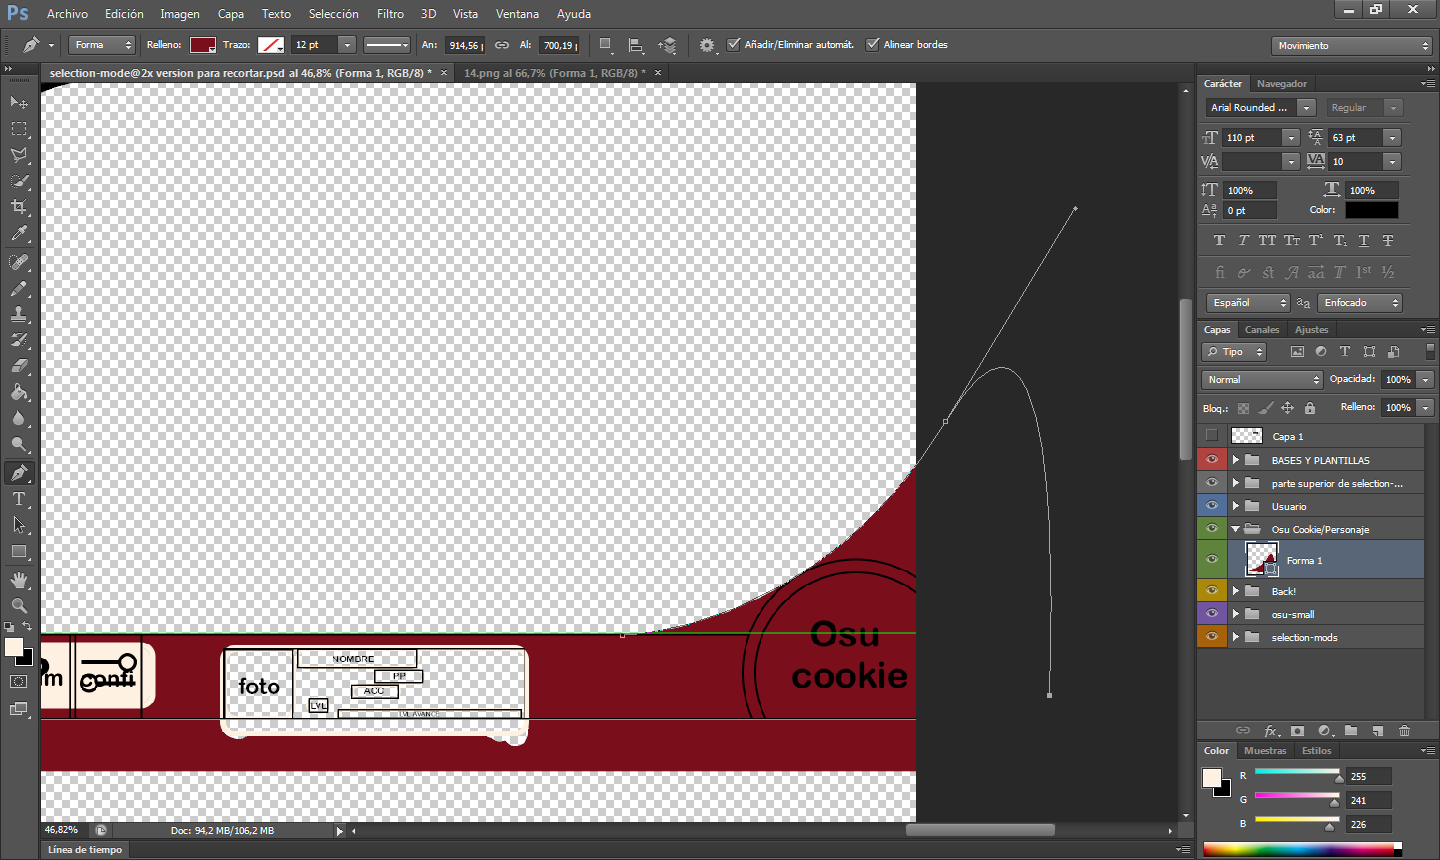 Ps Archivo Edición Imagen Capa Texto Selección Filtro 3D Vista Ventana Ayuda
Forma Relleno: Trazo: 12 pt An: 914,56 Al: 700,19 Añadir/Eliminar automát. Alinear bordes Movimiento
selection-mode@2x version para recortar.psd al 46,8% (Forma 1, RGB/8) * × 14.png al 66,7% (Forma 1, RGB/8) * ×
Carácter Navegador
Arial Rounded ... Regular
110 pt 63 pt
10
100% 100%
0 pt Color:
Español Enfocado
Capas Canales Ajustes
Tipo
Normal Opacidad: 100%
Bloq.: Relleno: 100%
Capa 1
BASES Y PLANTILLAS
parte superior de selection-...
Usuario
Osu Cookie/Personaje
Forma 1
Back!
osu-small
selection-mods
Color Muestras Estilos
R 255
G 241
B 226
Osu
cookie
m confi
foto
NOMBRE
PP
ACC
LVL
LVL AVANCE
46,82% Doc: 94,2 MB/106,2 MB
Línea de tiempo